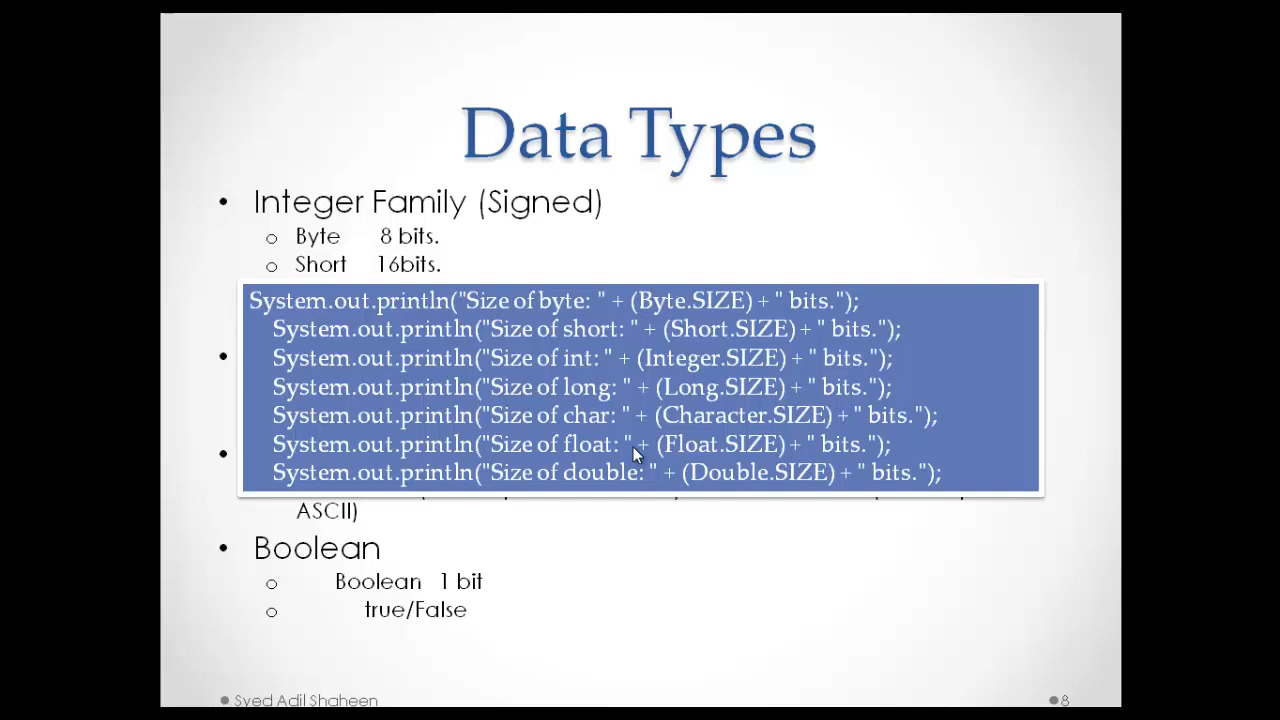 Data Types
• Integer Family (Signed)
o Byte 8 bits.
o Short 16bits.
System.out.println("Size of byte: " + (Byte.SIZE) + " bits.");
System.out.println("Size of short: " + (Short.SIZE) + " bits.");
System.out.println("Size of int: " + (Integer.SIZE) + " bits.");
System.out.println("Size of long: " + (Long.SIZE) + " bits.");
System.out.println("Size of char: " + (Character.SIZE) + " bits.");
System.out.println("Size of float: " + (Float.SIZE) + " bits.");
System.out.println("Size of double: " + (Double.SIZE) + " bits.");
ASCII)
• Boolean
o Boolean 1 bit
o true/False
Syed Adil Shaheen
8